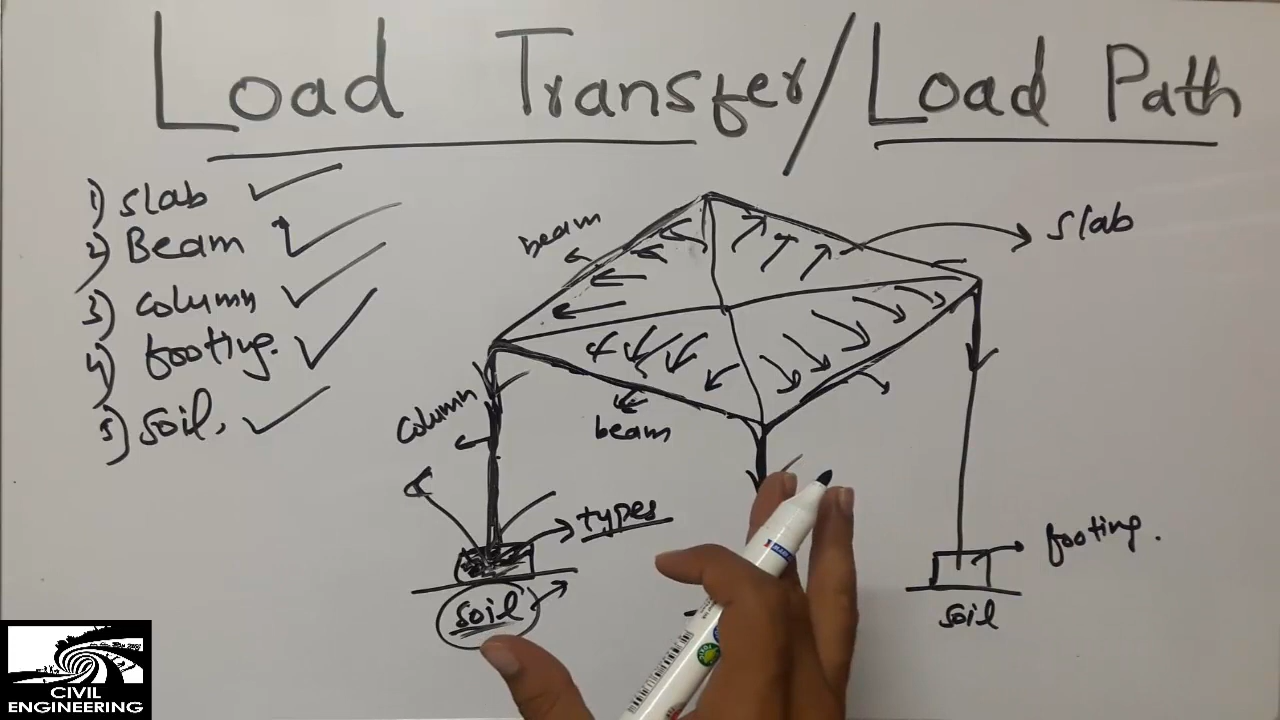 Load Transfer/Load Path
1) Slab
2) Beam
3) Column
4) footing.
5) Soil.
beam
slab
column
beam
types
footing.
soil
soil
CIVIL
ENGINEERING